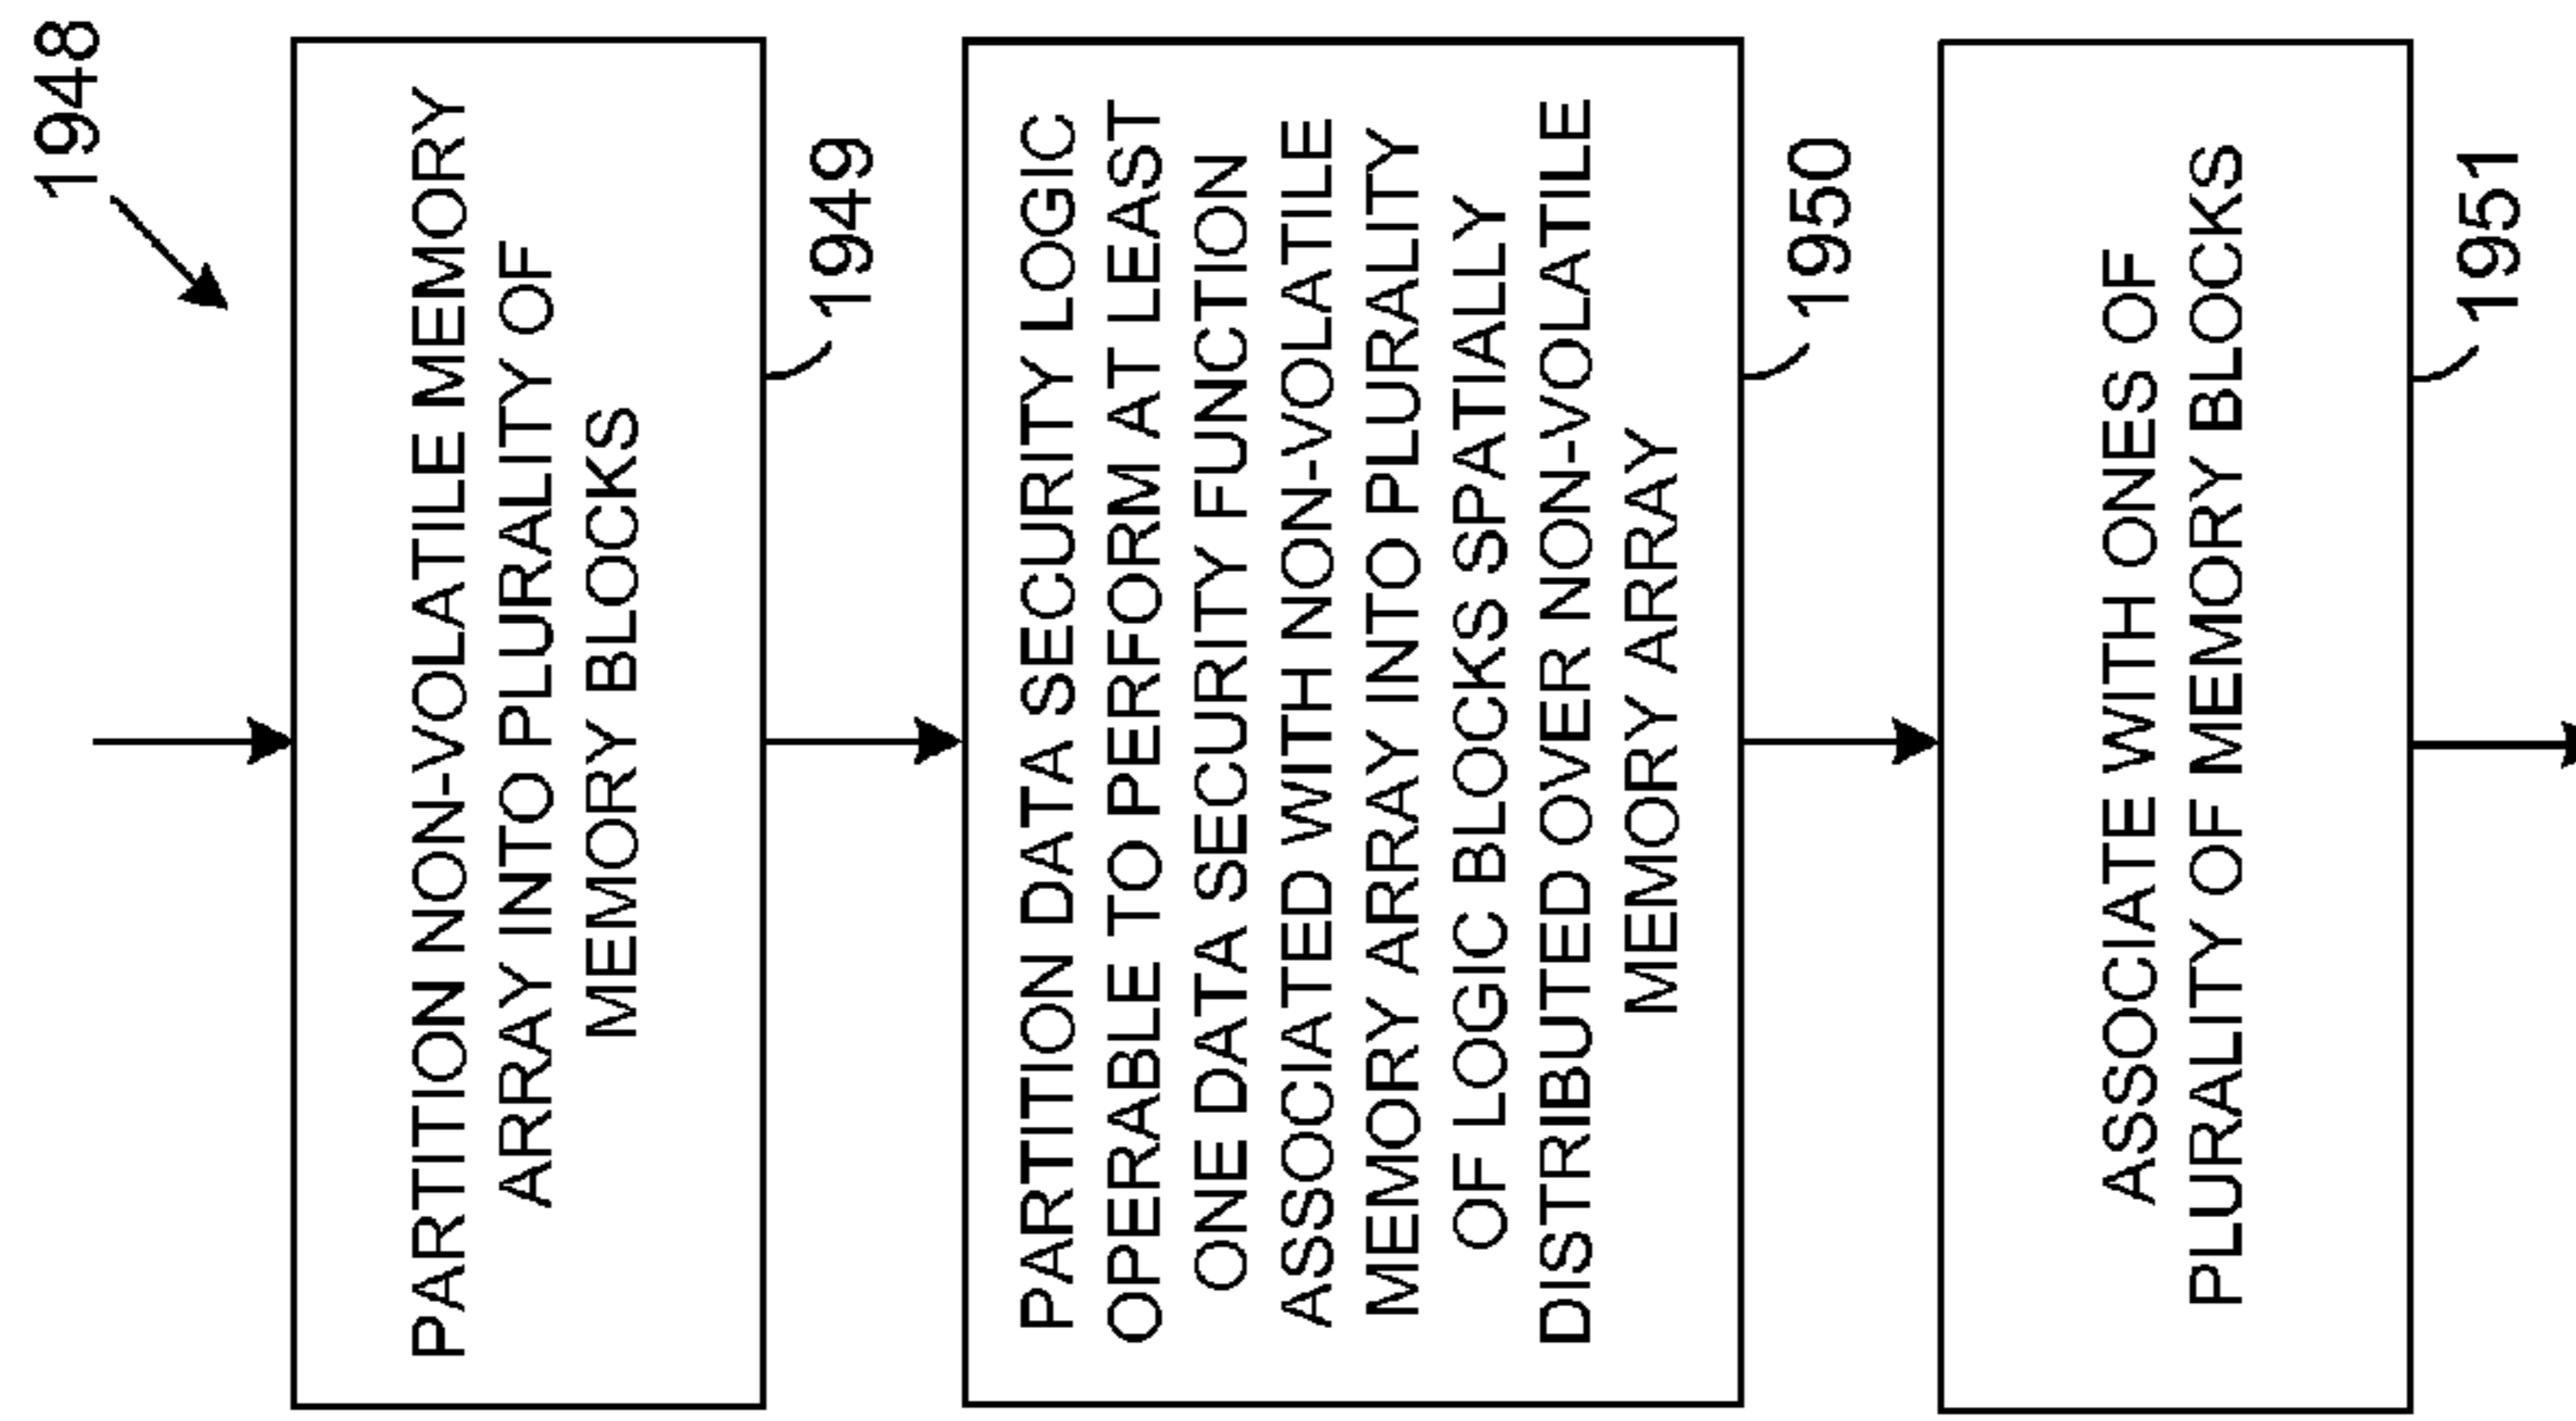 1948
PARTITION NON-VOLATILE MEMORY
ARRAY INTO PLURALITY OF
MEMORY BLOCKS
1949
PARTITION DATA SECURITY LOGIC
OPERABLE TO PERFORM AT LEAST
ONE DATA SECURITY FUNCTION
ASSOCIATED WITH NON-VOLATILE
MEMORY ARRAY INTO PLURALITY
OF LOGIC BLOCKS SPATIALLY
DISTRIBUTED OVER NON-VOLATILE
MEMORY ARRAY
1950
ASSOCIATE WITH ONES OF
PLURALITY OF MEMORY BLOCKS
1951